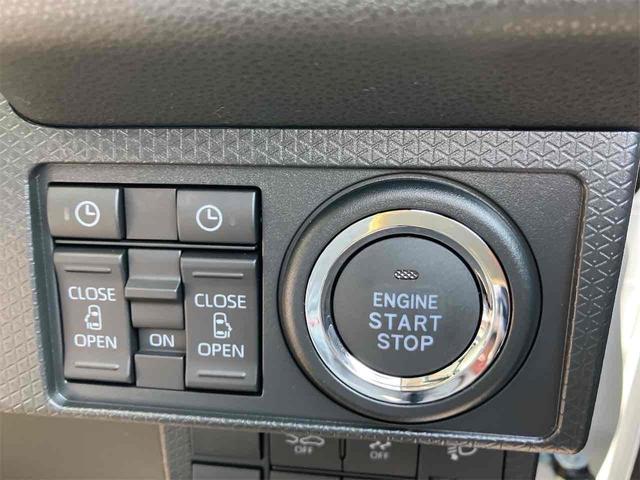 CLOSE
OPEN
ON
CLOSE
OPEN
ENGINE
START
STOP
OFF
OFF